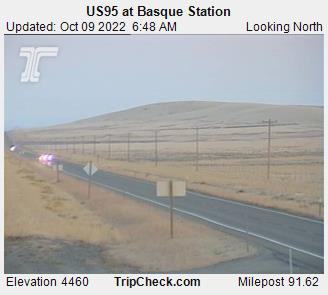 US95 at Basque Station
Updated: Oct 09 2022 6:48 AM Looking North
Elevation 4460 TripCheck.com Milepost 91.62